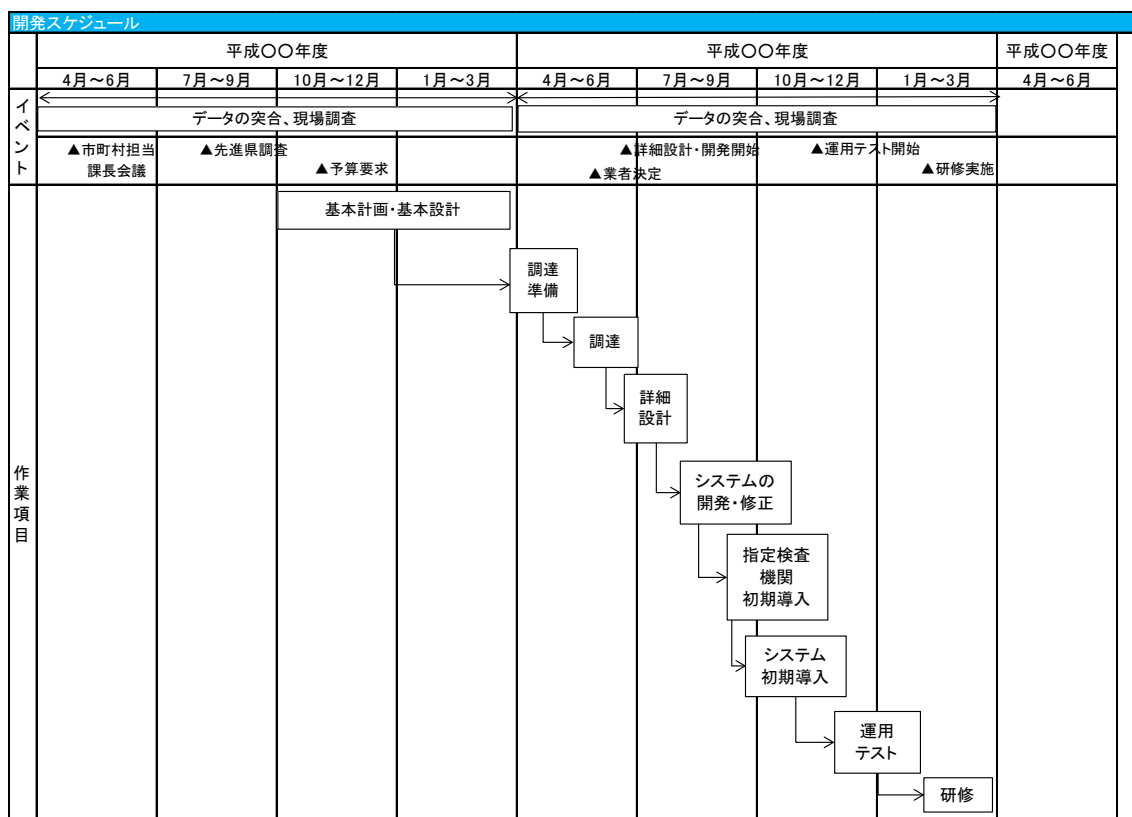 開発スケジュール
平成〇〇年度 平成〇〇年度 平成〇〇年度
4月～6月 7月～9月 10月～12月 1月～3月 4月～6月 7月～9月 10月～12月 1月～3月 4月～6月
イベント
データの突合、現場調査 データの突合、現場調査
▲市町村担当 ▲先進県調査 ▲詳細設計・開発開始 ▲運用テスト開始
課長会議 ▲予算要求 ▲業者決定 ▲研修実施
作業項目
基本計画・基本設計
調達
準備
調達
詳細
設計
システムの
開発・修正
指定検査
機関
初期導入
システム
初期導入
運用
テスト
研修